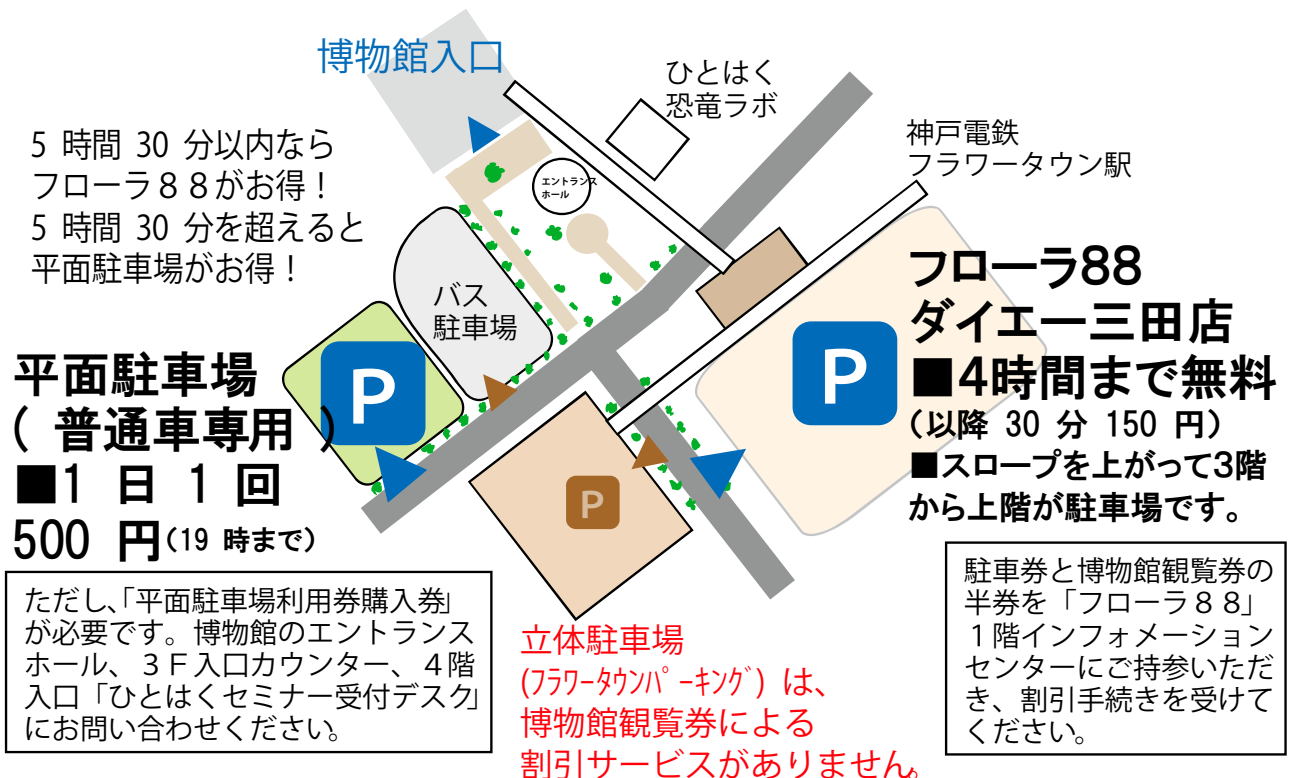 博物館入口
ひとはく
恐竜ラボ
神戸電鉄
フラワータウン駅
5 時間 30 分以内なら
フローラ８８がお得！
5 時間 30 分を超えると
平面駐車場がお得！
エントランス
ホール
バス
駐車場
P
平面駐車場
( 普通車専用 )
■1 日 1 回
500 円(19 時まで)
ただし、「平面駐車場利用券購入券」
が必要です。博物館のエントランス
ホール、３Ｆ入口カウンター、４階
入口「ひとはくセミナー受付デスク」
にお問い合わせください。
P
フローラ88
ダイエー三田店
■4時間まで無料
(以降 30 分 150 円)
■スロープを上がって3階
から上階が駐車場です。
駐車券と博物館観覧券の
半券を「フローラ８８」
１階インフォメーション
センターにご持参いただ
き、割引手続きを受けて
ください。
P
立体駐車場
(ﾌﾗﾜｰﾀｳﾝﾊﾟｰｷﾝｸﾞ) は、
博物館観覧券による
割引サービスがありません。